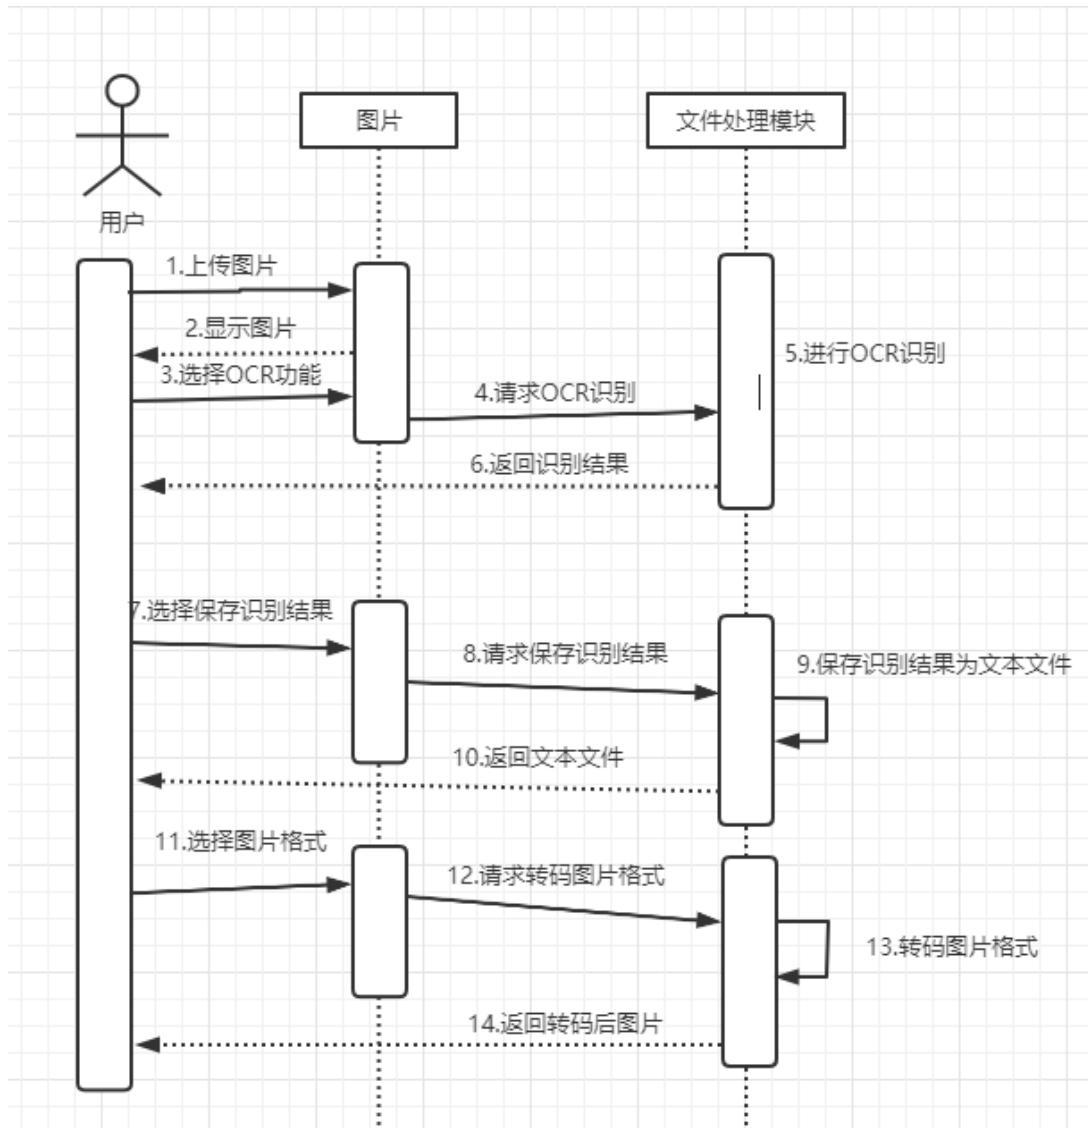 图片
文件处理模块
用户
1.上传图片
2.显示图片
3.选择OCR功能
4.请求OCR识别
5.进行OCR识别
6.返回识别结果
7.选择保存识别结果
8.请求保存识别结果
9.保存识别结果为文本文件
10.返回文本文件
11.选择图片格式
12.请求转码图片格式
13.转码图片格式
14.返回转码后图片